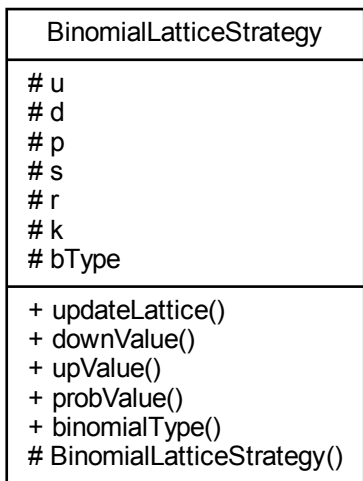 BinomialLatticeStrategy
# u
# d
# p
# s
# r
# k
# bType
+ updateLattice()
+ downValue()
+ upValue()
+ probValue()
+ binomialType()
# BinomialLatticeStrategy()